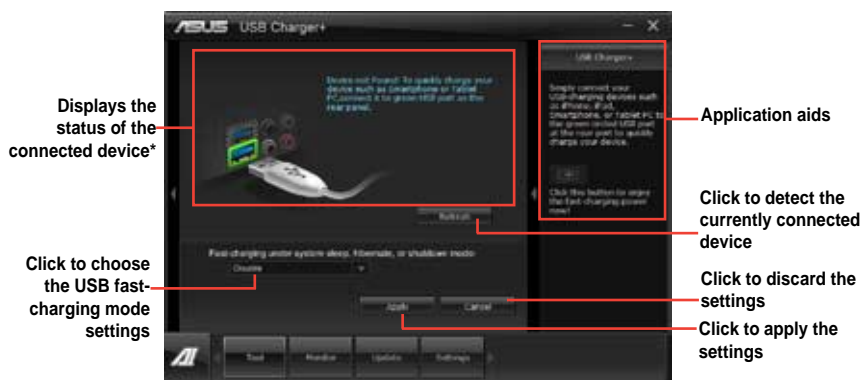 ASUS USB Charger+
Device not Found! To quickly charge your
device such as Smartphone or Tablet
PC,connect it to green USB port at the
rear panel.
USB Charger+
Simply connect your
USB-charging devices such
as iPhone, iPad,
Smartphone, or Tablet PC to
the green circled USB port
at the rear port to quickly
charge your device.
Click this button to enjoy
the fast-charging power
now!
Refresh
Fast-charging under system sleep, hibernate, or shutdown mode:
Disable
Apply
Cancel
AI
Tool
Monitor
Update
Settings
Displays the
status of the
connected device*
Click to choose
the USB fast-
charging mode
settings
Application aids
Click to detect the
currently connected
device
Click to discard the
settings
Click to apply the
settings